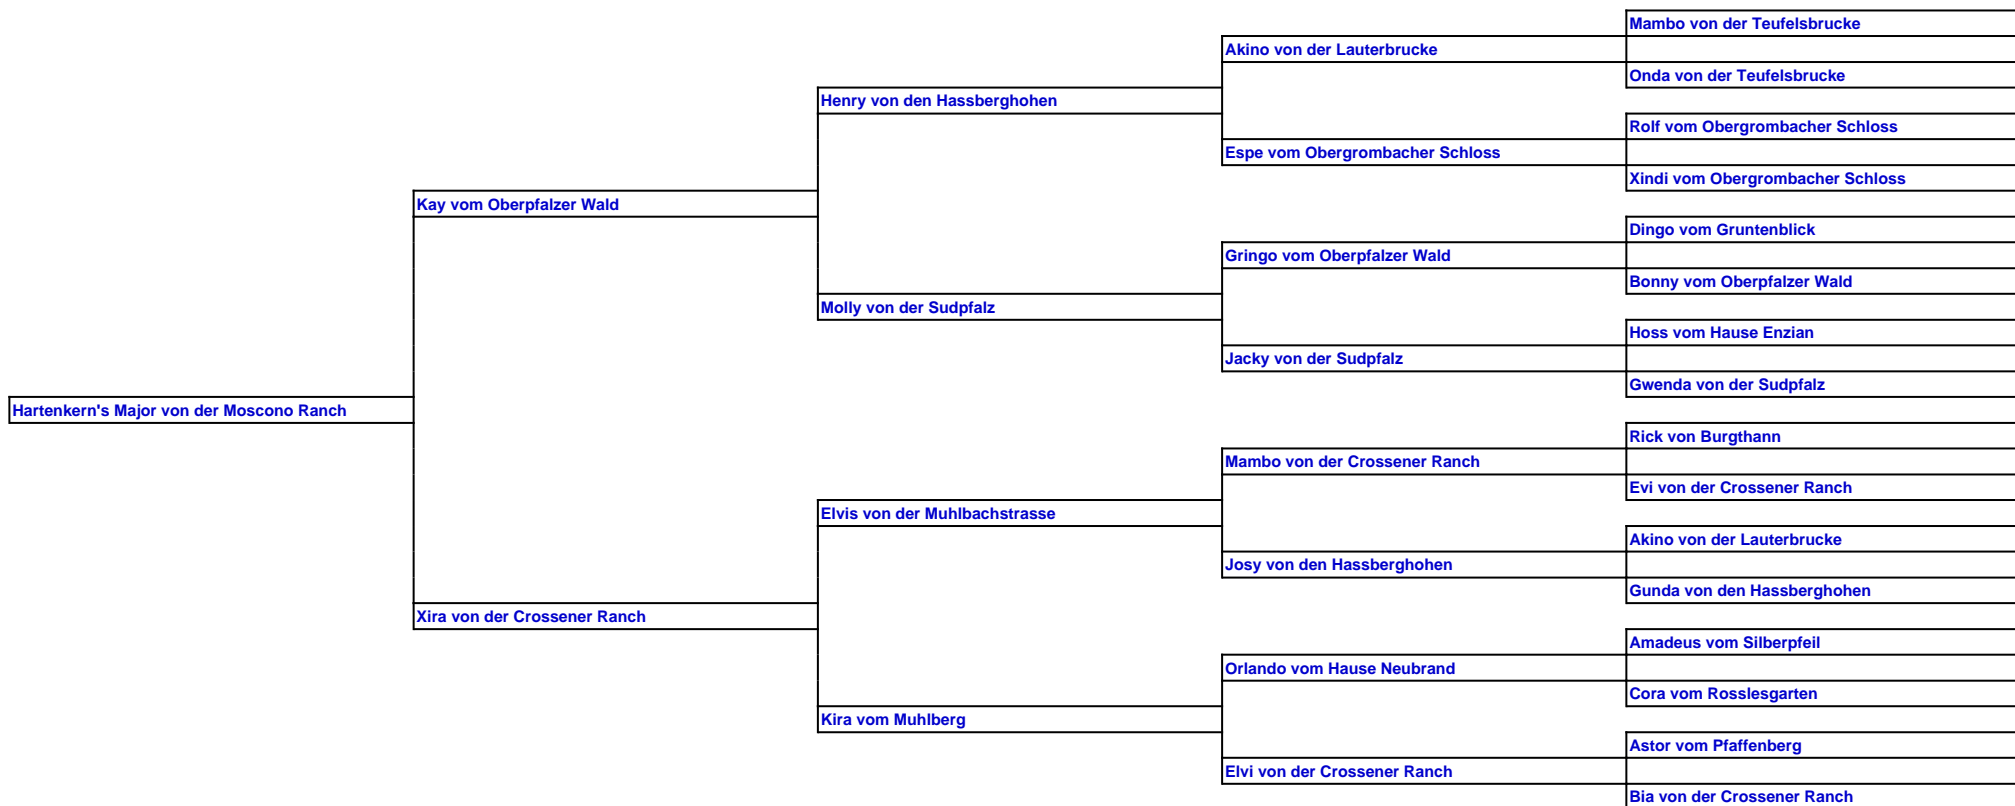 Mambo von der Teufelsbrucke
Akino von der Lauterbrucke
Onda von der Teufelsbrucke
Henry von den Hassberghohen
Rolf vom Obergrombacher Schloss
Espe vom Obergrombacher Schloss
Xindi vom Obergrombacher Schloss
Kay vom Oberpfalzer Wald
Dingo vom Gruntenblick
Gringo vom Oberpfalzer Wald
Bonny vom Oberpfalzer Wald
Molly von der Sudpfalz
Hoss vom Hause Enzian
Jacky von der Sudpfalz
Gwenda von der Sudpfalz
Hartenkern's Major von der Moscono Ranch
Rick von Burgthann
Mambo von der Crossener Ranch
Evi von der Crossener Ranch
Elvis von der Muhlbachstrasse
Akino von der Lauterbrucke
Josy von den Hassberghohen
Gunda von den Hassberghohen
Xira von der Crossener Ranch
Amadeus vom Silberpfeil
Orlando vom Hause Neubrand
Cora vom Rosslesgarten
Kira vom Muhlberg
Astor vom Pfaffenberg
Elvi von der Crossener Ranch
Bia von der Crossener Ranch